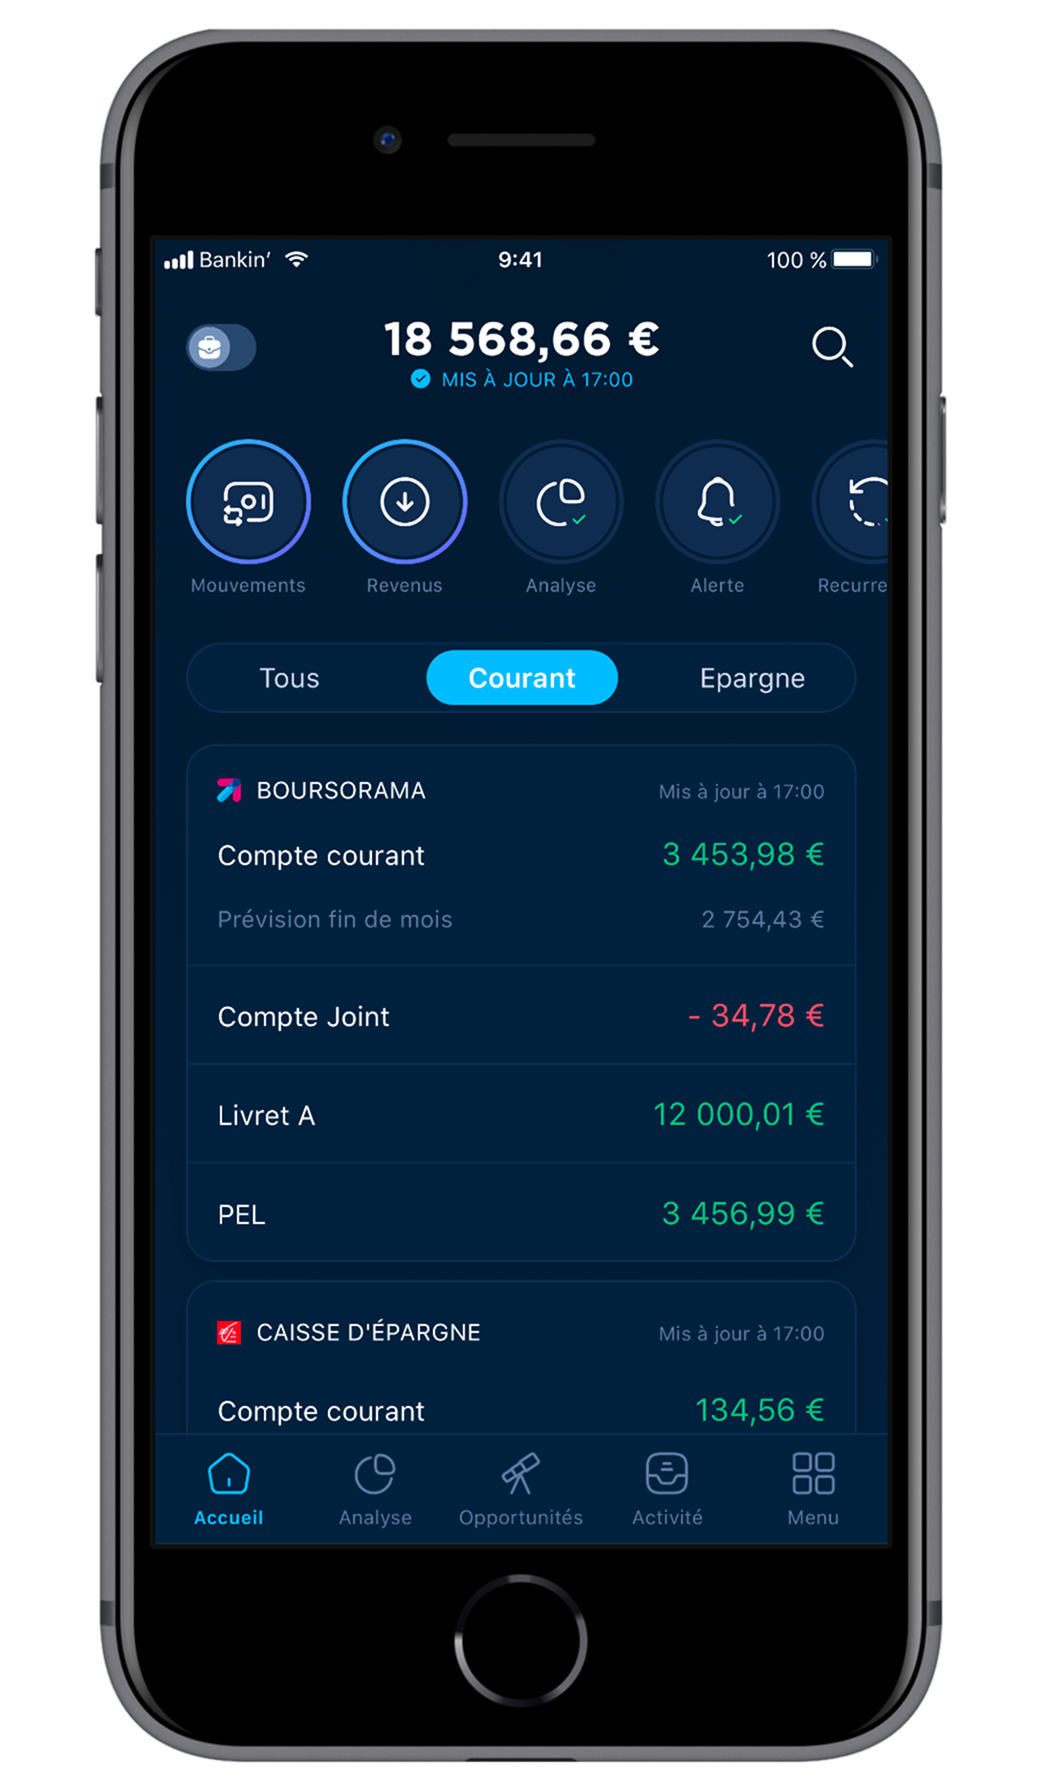 Bankin’ 9:41 100 %
18 568,66 €
MIS À JOUR À 17:00
Mouvements Revenus Analyse Alerte Recurre
Tous Courant Epargne
BOURSORAMA Mis à jour à 17:00
Compte courant 3 453,98 €
Prévision fin de mois 2 754,43 €
Compte Joint - 34,78 €
Livret A 12 000,01 €
PEL 3 456,99 €
CAISSE D'ÉPARGNE Mis à jour à 17:00
Compte courant 134,56 €
Accueil Analyse Opportunités Activité Menu